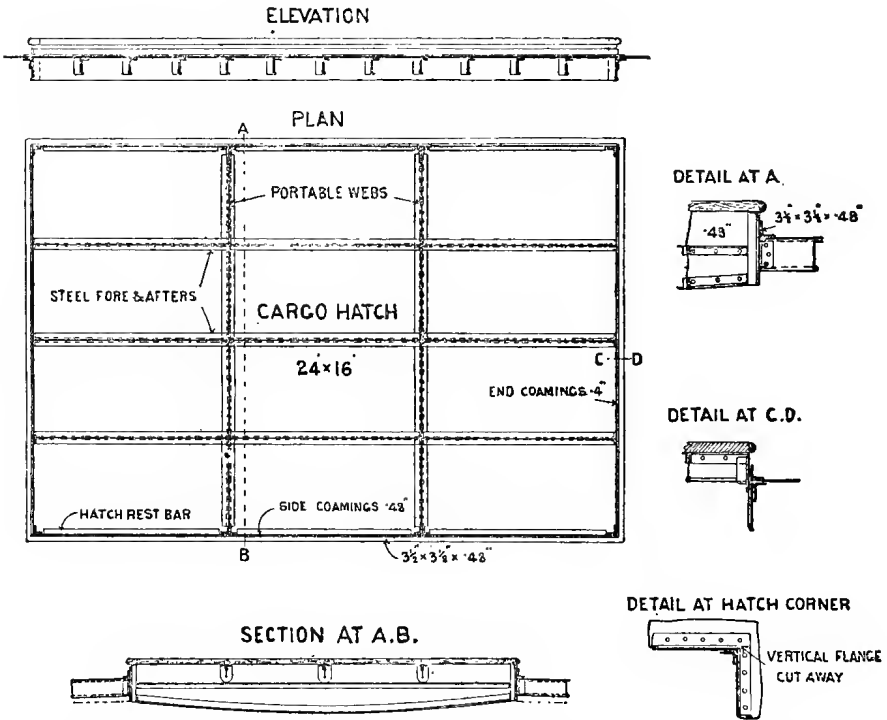 ELEVATION
PLAN
A
PORTABLE WEBS
STEEL FORE & AFTERS
CARGO HATCH
24'×16'
C D
END COAMINGS ·4"
HATCH REST BAR
SIDE COAMINGS ·48"
B
3½"×3½"×·48"
DETAIL AT A.
3½"×3½"×·48"
·48"
DETAIL AT C.D.
SECTION AT A.B.
DETAIL AT HATCH CORNER
VERTICAL FLANGE
CUT AWAY